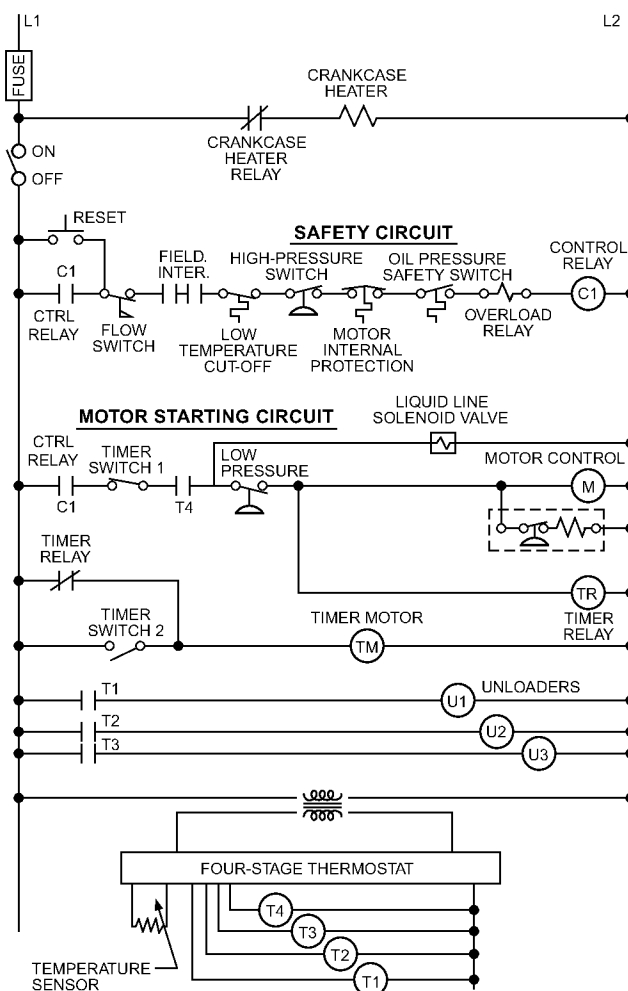 L1
L2
FUSE
CRANKCASE
HEATER
CRANKCASE
HEATER
RELAY
ON
OFF
RESET
SAFETY CIRCUIT
C1
CTRL
RELAY
FLOW
SWITCH
FIELD.
INTER.
LOW
TEMPERATURE
CUT-OFF
HIGH-PRESSURE
SWITCH
MOTOR
INTERNAL
PROTECTION
OIL PRESSURE
SAFETY SWITCH
OVERLOAD
RELAY
CONTROL
RELAY
C1
MOTOR STARTING CIRCUIT
LIQUID LINE
SOLENOID VALVE
CTRL
RELAY
C1
TIMER
SWITCH 1
T4
LOW
PRESSURE
MOTOR CONTROL
M
TIMER
RELAY
TR
TIMER
RELAY
TIMER
SWITCH 2
TIMER MOTOR
TM
T1
U1
UNLOADERS
T2
U2
T3
U3
FOUR-STAGE THERMOSTAT
T4
T3
T2
T1
TEMPERATURE
SENSOR